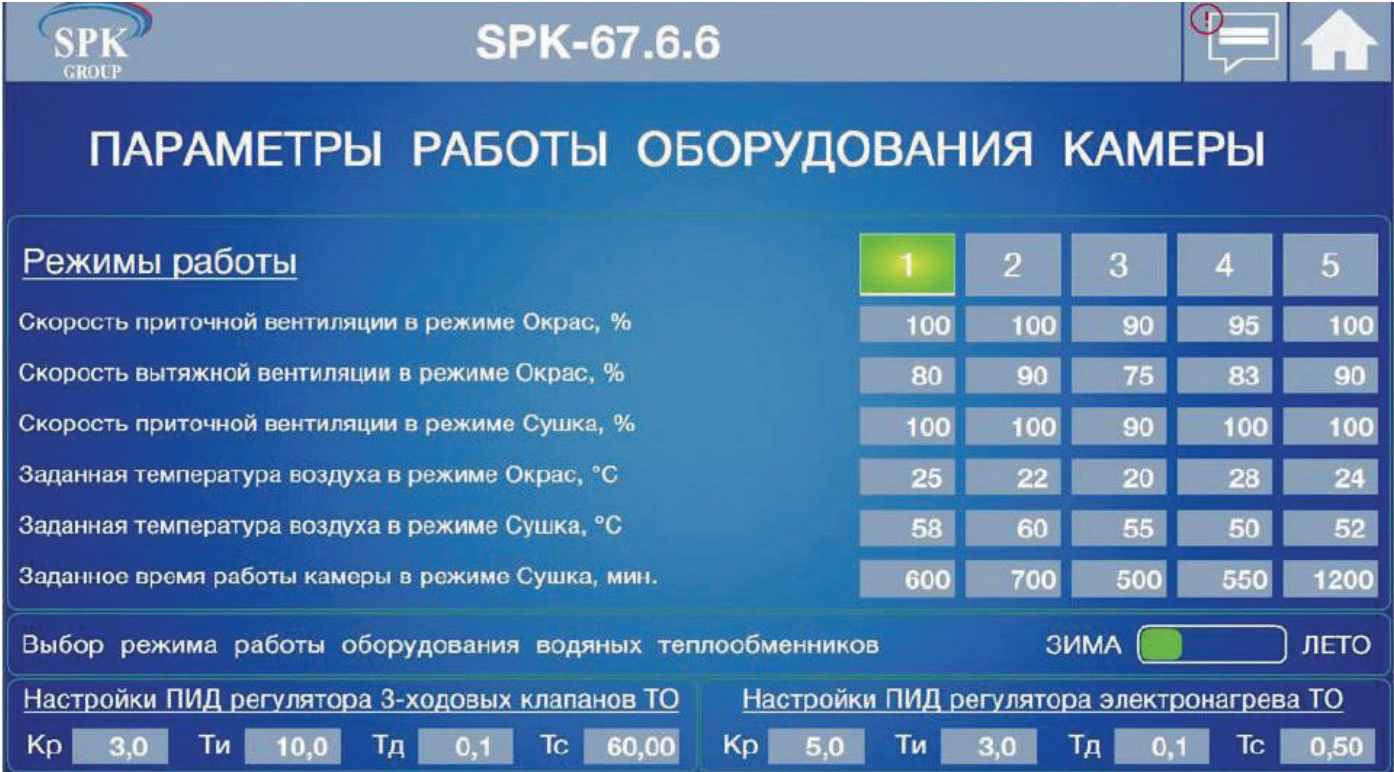 SPK
GROUP
SPK-67.6.6
!
ПАРАМЕТРЫ РАБОТЫ ОБОРУДОВАНИЯ КАМЕРЫ
Режимы работы 1 2 3 4 5
Скорость приточной вентиляции в режиме Окрас, % 100 100 90 95 100
Скорость вытяжной вентиляции в режиме Окрас, % 80 90 75 83 90
Скорость приточной вентиляции в режиме Сушка, % 100 100 90 100 100
Заданная температура воздуха в режиме Окрас, °С 25 22 20 28 24
Заданная температура воздуха в режиме Сушка, °С 58 60 55 50 52
Заданное время работы камеры в режиме Сушка, мин. 600 700 500 550 1200
Выбор режима работы оборудования водяных теплообменников ЗИМА ЛЕТО
Настройки ПИД регулятора 3-ходовых клапанов ТО
Кр 3,0 Ти 10,0 Тд 0,1 Тс 60,00
Настройки ПИД регулятора электронагрева ТО
Кр 5,0 Ти 3,0 Тд 0,1 Тс 0,50